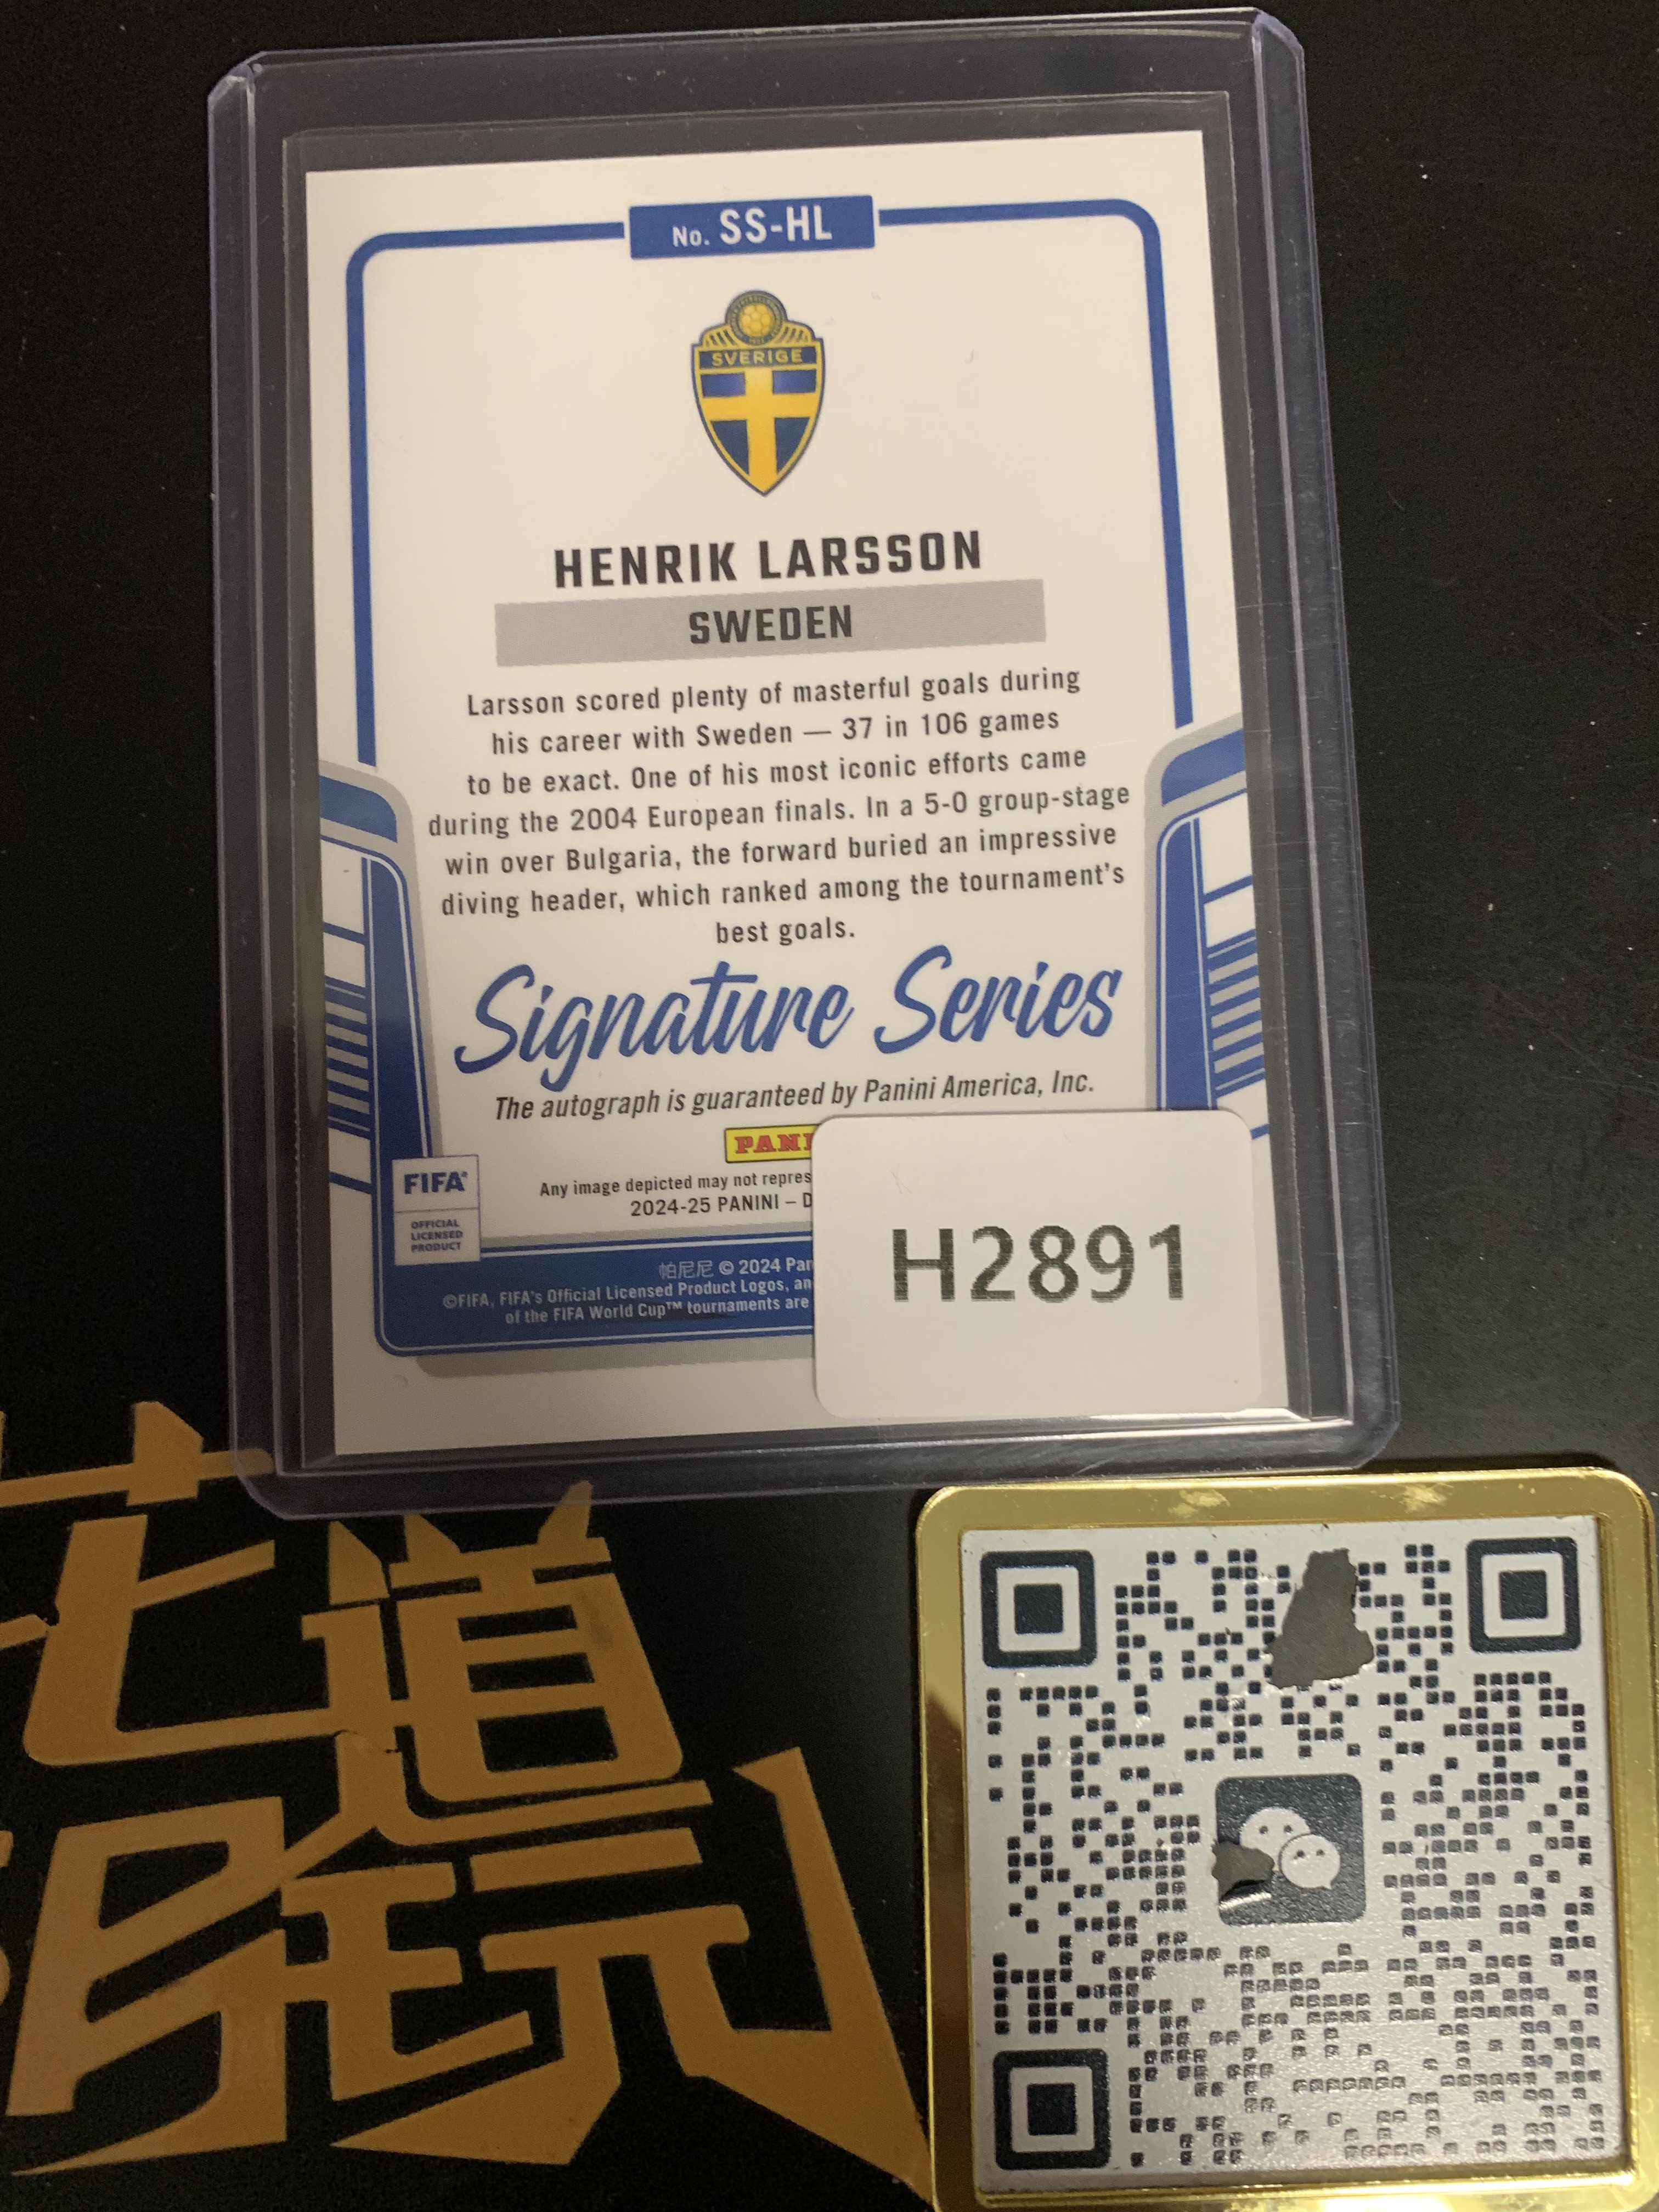 No. SS-HL
SVERIGE
HENRIK LARSSON
SWEDEN
Larsson scored plenty of masterful goals during
his career with Sweden — 37 in 106 games
to be exact. One of his most iconic efforts came
during the 2004 European finals. In a 5-0 group-stage
win over Bulgaria, the forward buried an impressive
diving header, which ranked among the tournament's
best goals.
Signature Series
The autograph is guaranteed by Panini America, Inc.
FIFA
OFFICIAL
LICENSED
PRODUCT
Any image depicted may not
2024-25 PANINI –
帕尼尼 © 2024
©FIFA, FIFA's Official Licensed Product Logos,
of the FIFA World Cup™ tournaments are
H2891